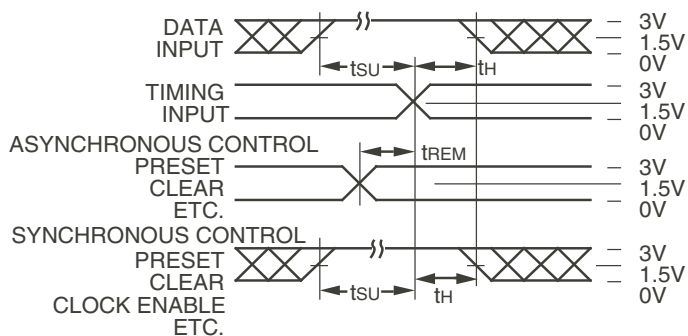 DATA
INPUT
tSU
tH
3V
1.5V
0V
TIMING
INPUT
3V
1.5V
0V
ASYNCHRONOUS CONTROL
PRESET
CLEAR
ETC.
tREM
3V
1.5V
0V
SYNCHRONOUS CONTROL
PRESET
CLEAR
CLOCK ENABLE
ETC.
tSU
tH
3V
1.5V
0V